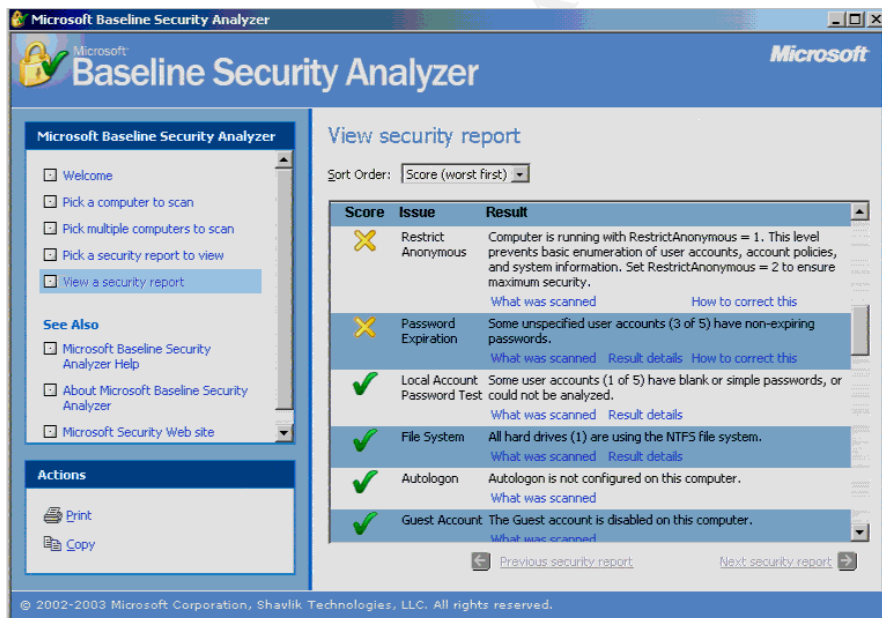 Microsoft Baseline Security Analyzer
Microsoft
Baseline Security Analyzer
Microsoft
Microsoft Baseline Security Analyzer
Welcome
Pick a computer to scan
Pick multiple computers to scan
Pick a security report to view
View a security report
See Also
Microsoft Baseline Security
Analyzer Help
About Microsoft Baseline Security
Analyzer
Microsoft Security Web site
Actions
Print
Copy
View security report
Sort Order: Score (worst first)
Score Issue Result
Restrict
Anonymous
Computer is running with RestrictAnonymous = 1. This level
prevents basic enumeration of user accounts, account policies,
and system information. Set RestrictAnonymous = 2 to ensure
maximum security.
What was scanned How to correct this
Password
Expiration
Some unspecified user accounts (3 of 5) have non-expiring
passwords.
What was scanned Result details How to correct this
Local Account
Password Test
Some user accounts (1 of 5) have blank or simple passwords, or
could not be analyzed.
What was scanned Result details
File System
All hard drives (1) are using the NTFS file system.
What was scanned Result details
Autologon
Autologon is not configured on this computer.
What was scanned
Guest Account
The Guest account is disabled on this computer.
What was scanned
Previous security report
Next security report
© 2002-2003 Microsoft Corporation, Shavlik Technologies, LLC. All rights reserved.